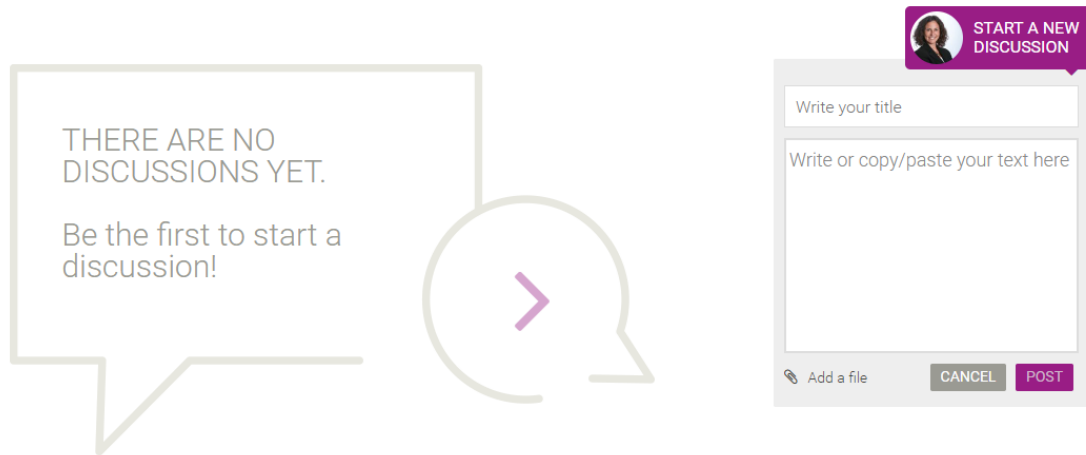 THERE ARE NO
DISCUSSIONS YET.
Be the first to start a
discussion!
START A NEW
DISCUSSION
Write your title
Write or copy/paste your text here
Add a file
CANCEL
POST